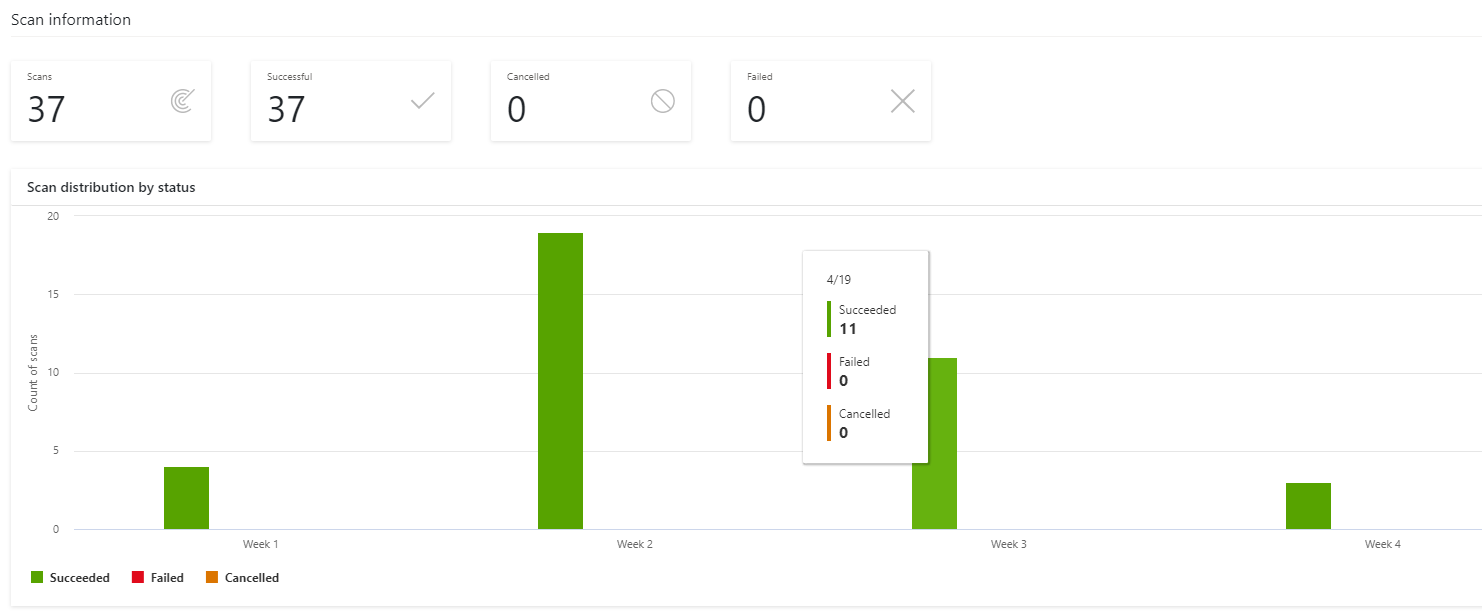 Scan information
Scans
37
Successful
37
Cancelled
0
Failed
0
Scan distribution by status
20
15
10
5
0
Count of scans
4/19
Succeeded
11
Failed
0
Cancelled
0
Week 1
Week 2
Week 3
Week 4
Succeeded
Failed
Cancelled